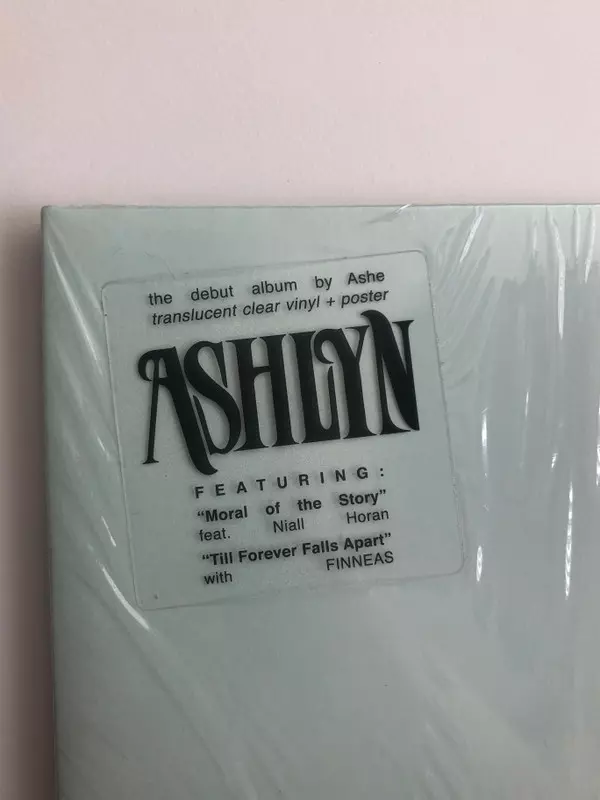 the debut album by Ashe
translucent clear vinyl + poster
ASHLYN
FEATURING:
“Moral of the Story”
feat. Niall Horan
“Till Forever Falls Apart”
with FINNEAS